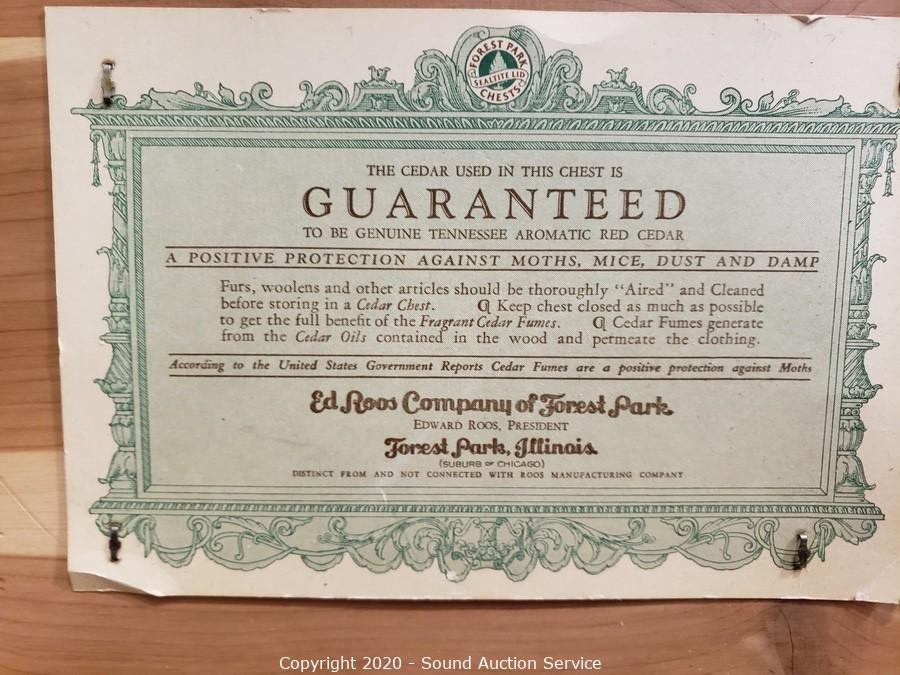 FOREST PARK
SEALTITE LID
CHESTS
THE CEDAR USED IN THIS CHEST IS
GUARANTEED
TO BE GENUINE TENNESSEE AROMATIC RED CEDAR
A POSITIVE PROTECTION AGAINST MOTHS, MICE, DUST AND DAMP
Furs, woolens and other articles should be thoroughly “Aired” and Cleaned
before storing in a Cedar Chest. ¶ Keep chest closed as much as possible
to get the full benefit of the Fragrant Cedar Fumes. ¶ Cedar Fumes generate
from the Cedar Oils contained in the wood and permeate the clothing.
According to the United States Government Reports Cedar Fumes are a positive protection against Moths
Ed Roos Company of Forest Park
EDWARD ROOS, PRESIDENT
Forest Park, Illinois.
(SUBURB OF CHICAGO)
DISTINCT FROM AND NOT CONNECTED WITH ROOS MANUFACTURING COMPANY
Copyright 2020 - Sound Auction Service